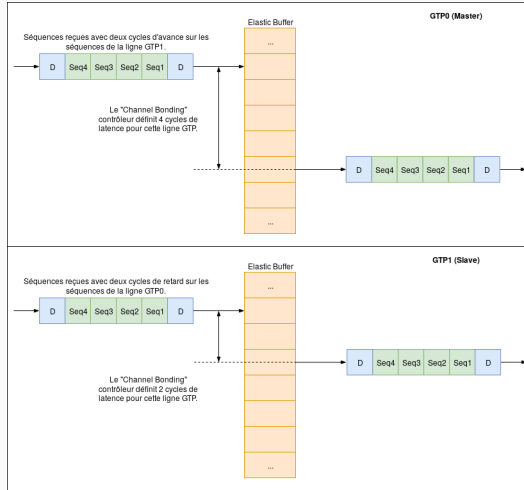 GTP0 (Master)
Séquences reçues avec deux cycles d'avance sur les
séquences de la ligne GTP1.
Elastic Buffer
...
D Seq4 Seq3 Seq2 Seq1 D
Le "Channel Bonding"
contrôleur définit 4 cycles de
latence pour cette ligne GTP.
D Seq4 Seq3 Seq2 Seq1 D
...
GTP1 (Slave)
Elastic Buffer
Séquences reçues avec deux cycles de retard sur les
séquences de la ligne GTP0.
...
D Seq4 Seq3 Seq2 Seq1 D
D Seq4 Seq3 Seq2 Seq1 D
Le "Channel Bonding"
contrôleur définit 2 cycles de
latence pour cette ligne GTP.
...